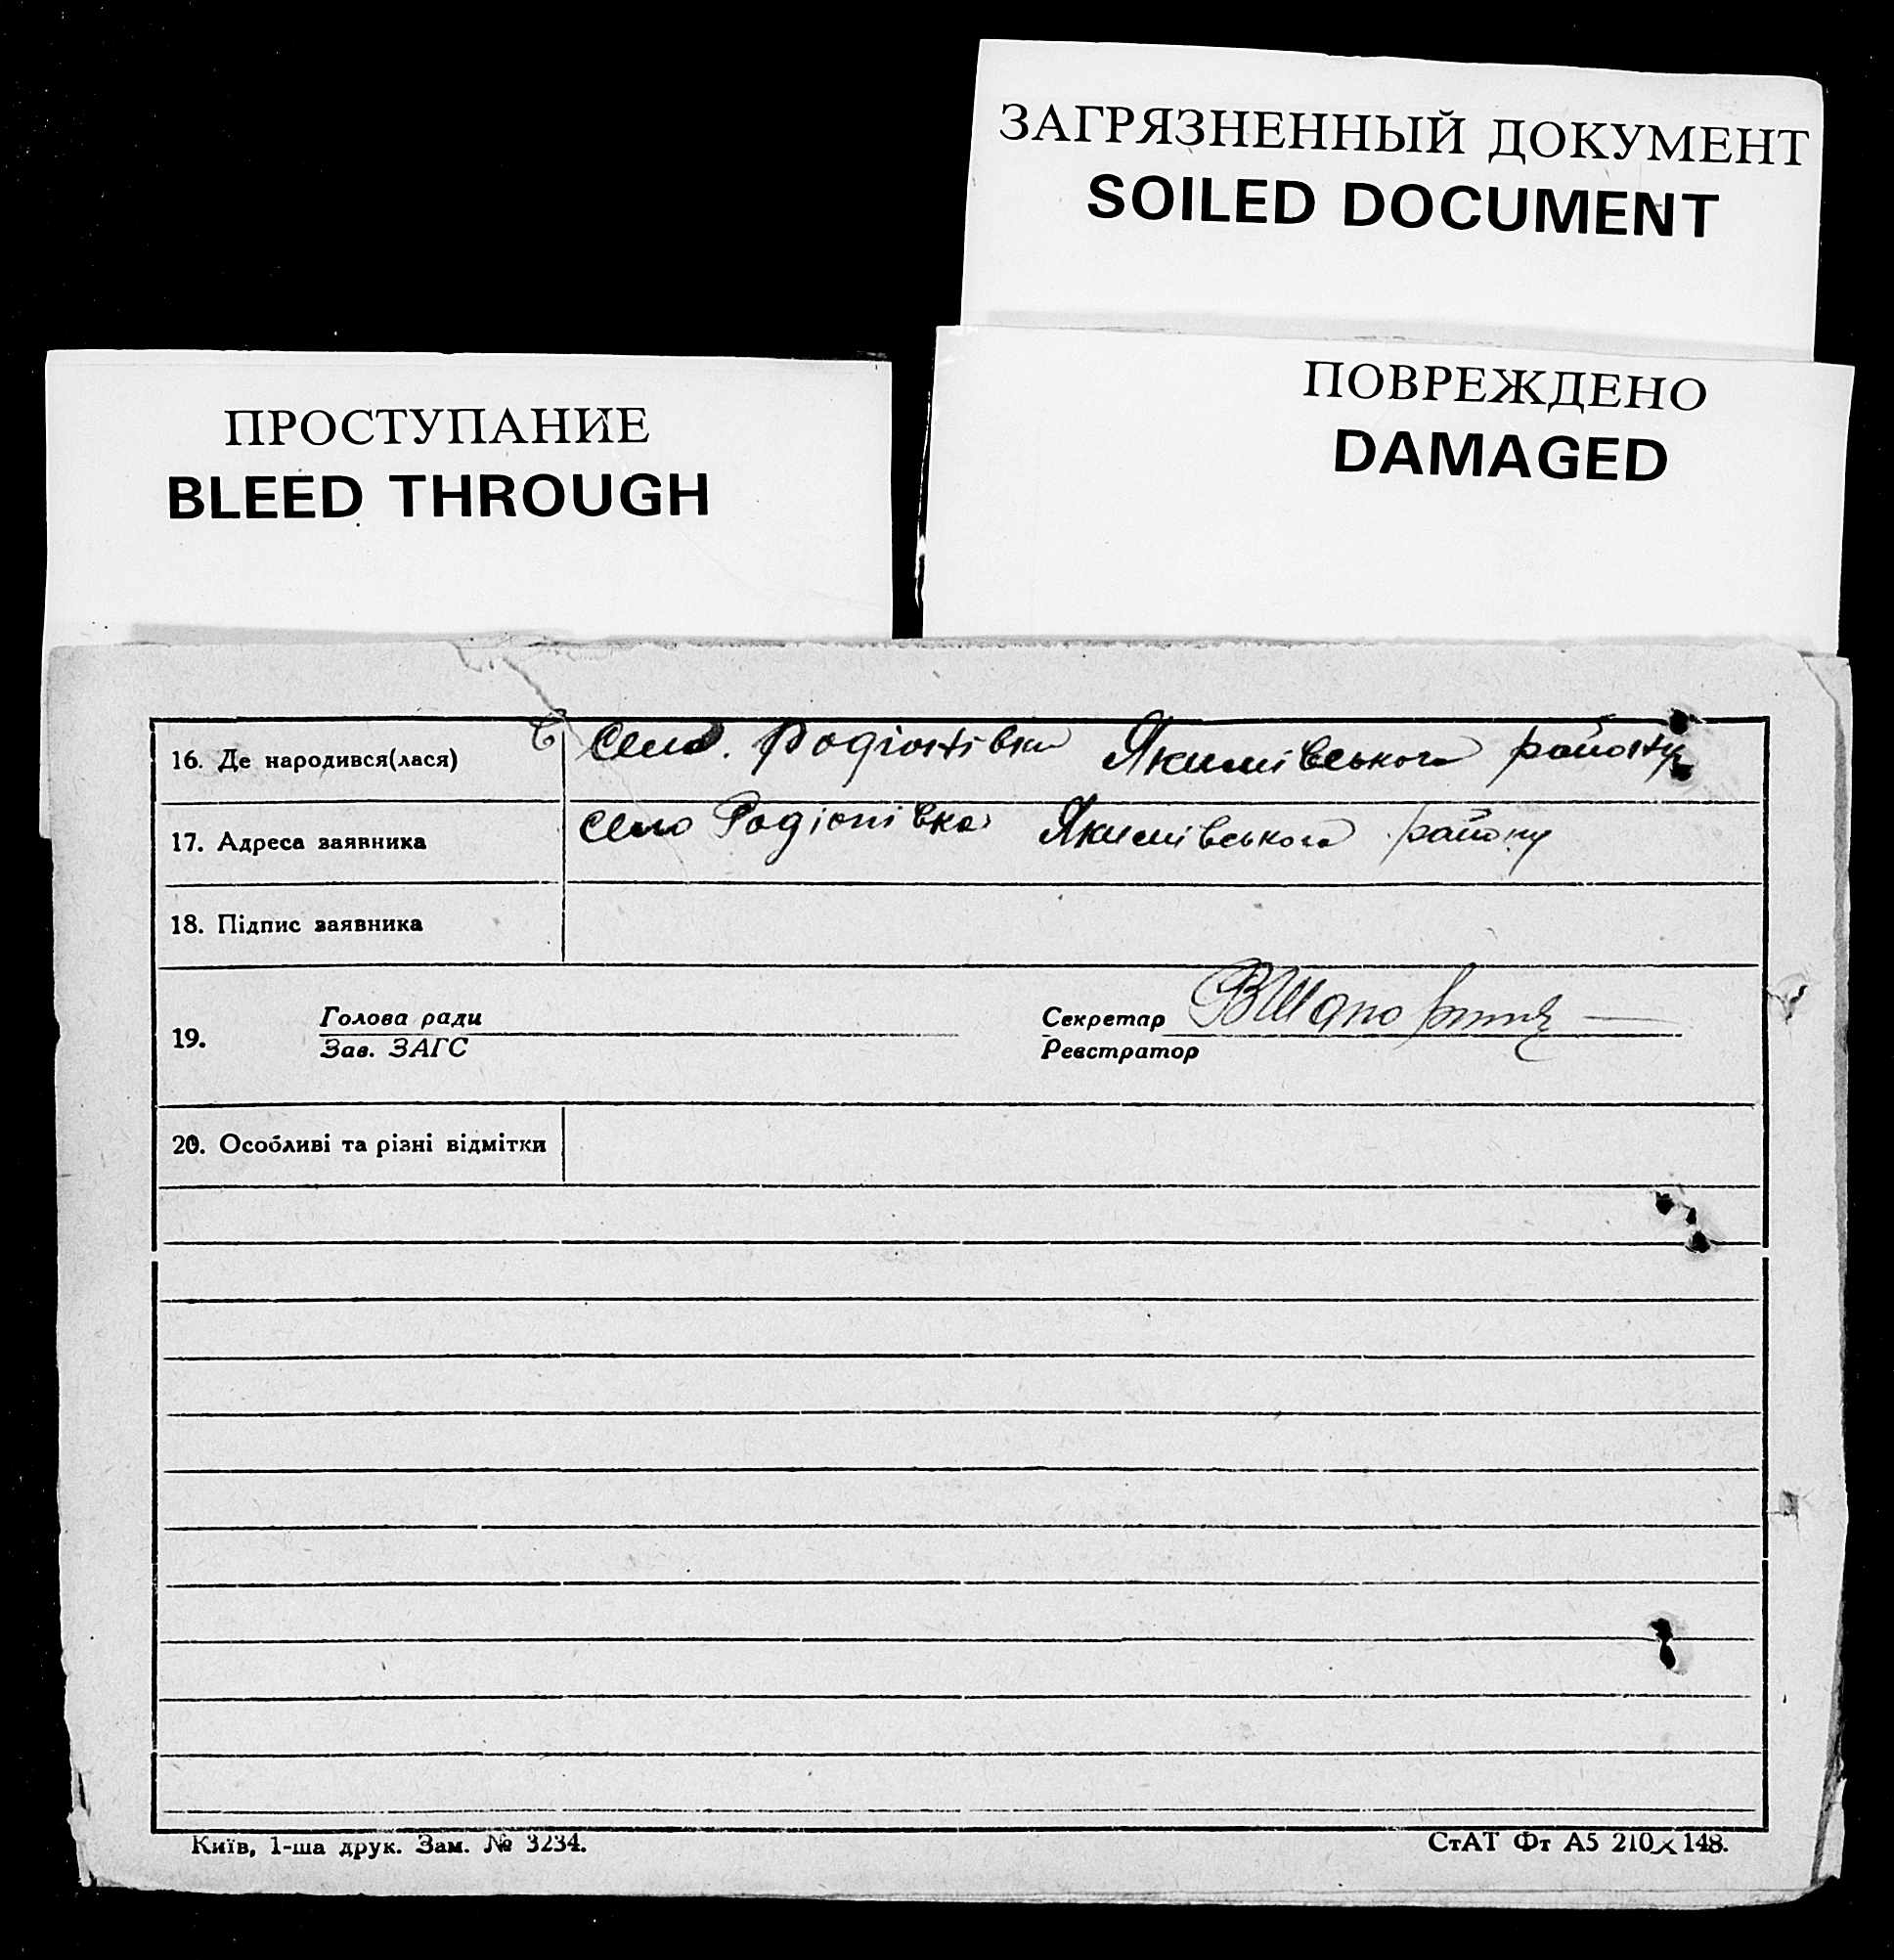 ЗАГРЯЗНЕННЫЙ ДОКУМЕНТ
SOILED DOCUMENT
ПРОСТУПАНИЕ
BLEED THROUGH
ПОВРЕЖДЕНО
DAMAGED
16. Де народився(лася) Село. Родіонівка Якимівського району
17. Адреса заявника село Родіонівка Якимівського району
18. Підпис заявника
19. Голова ради Секретар
Зав. ЗАГС Реєстратор
20. Особливі та різні відмітки
Київ, 1-ша друк. Зам. № 3234. СтАТ Фт А5 210×148.